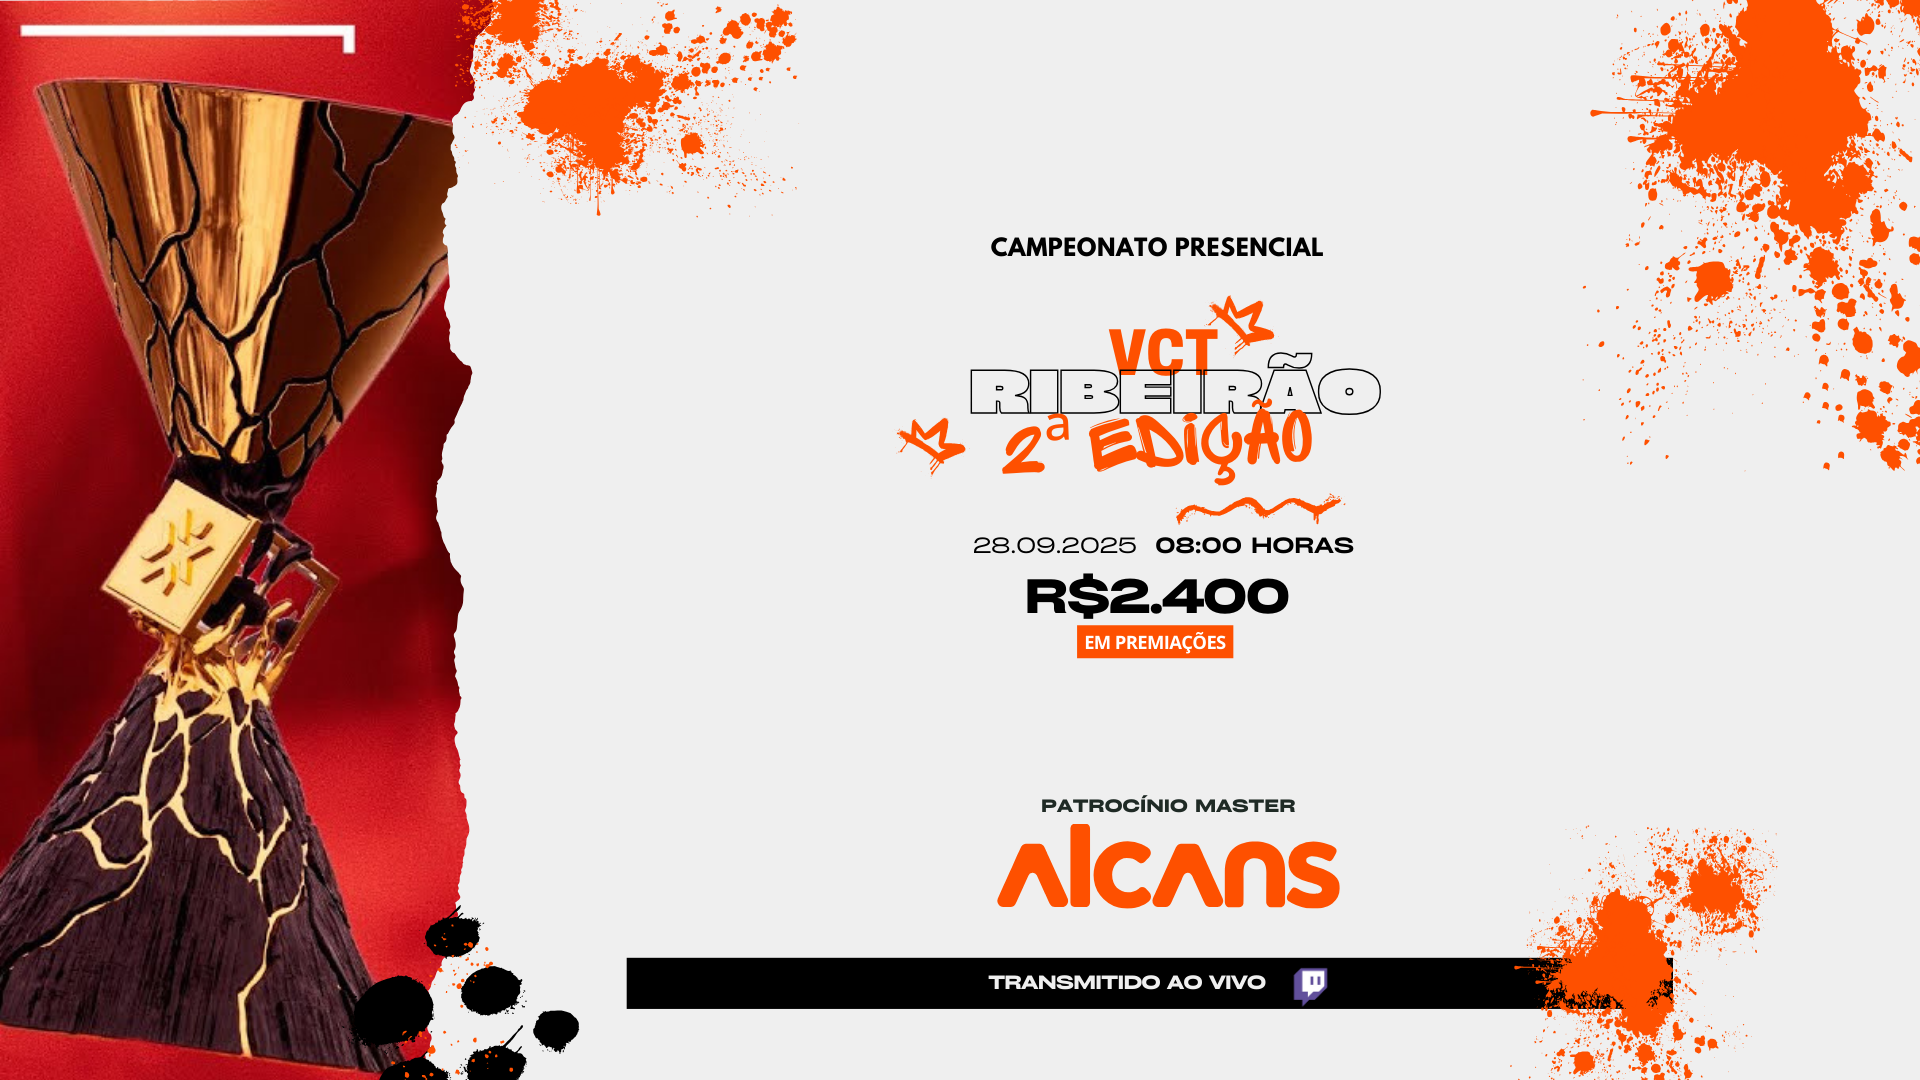 CAMPEONATO PRESENCIAL
VCT
RIBEIRÃO
2ª EDIÇÃO
28.09.2025 08:00 HORAS
R$2.400
EM PREMIAÇÕES
PATROCÍNIO MASTER
alcans
TRANSMITIDO AO VIVO